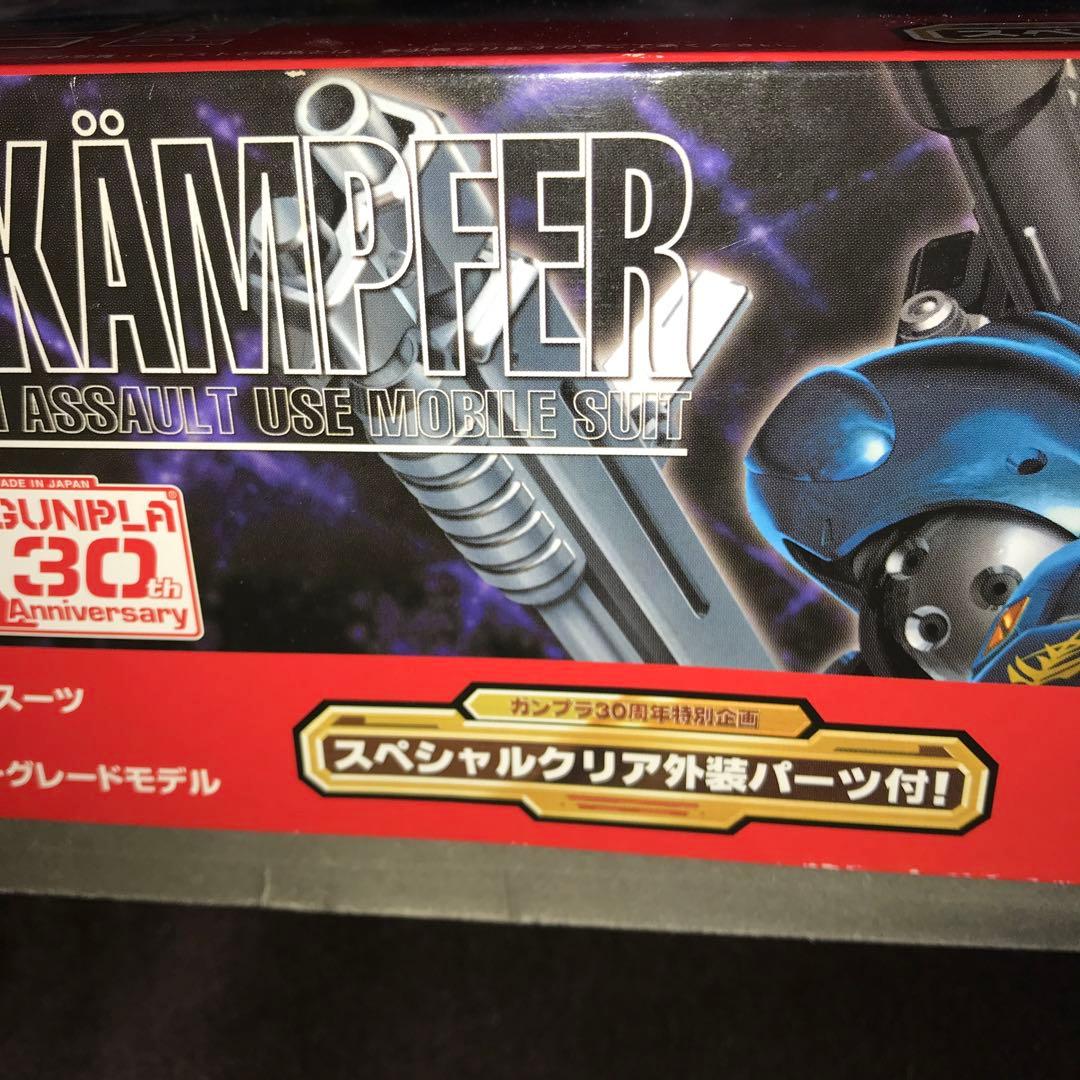 KÄMPFER
ASSAULT USE MOBILE SUIT
MADE IN JAPAN
GUNPLA®
30th
Anniversary
スーツ
グレードモデル
ガンプラ30周年特別企画
スペシャルクリア外装パーツ付!